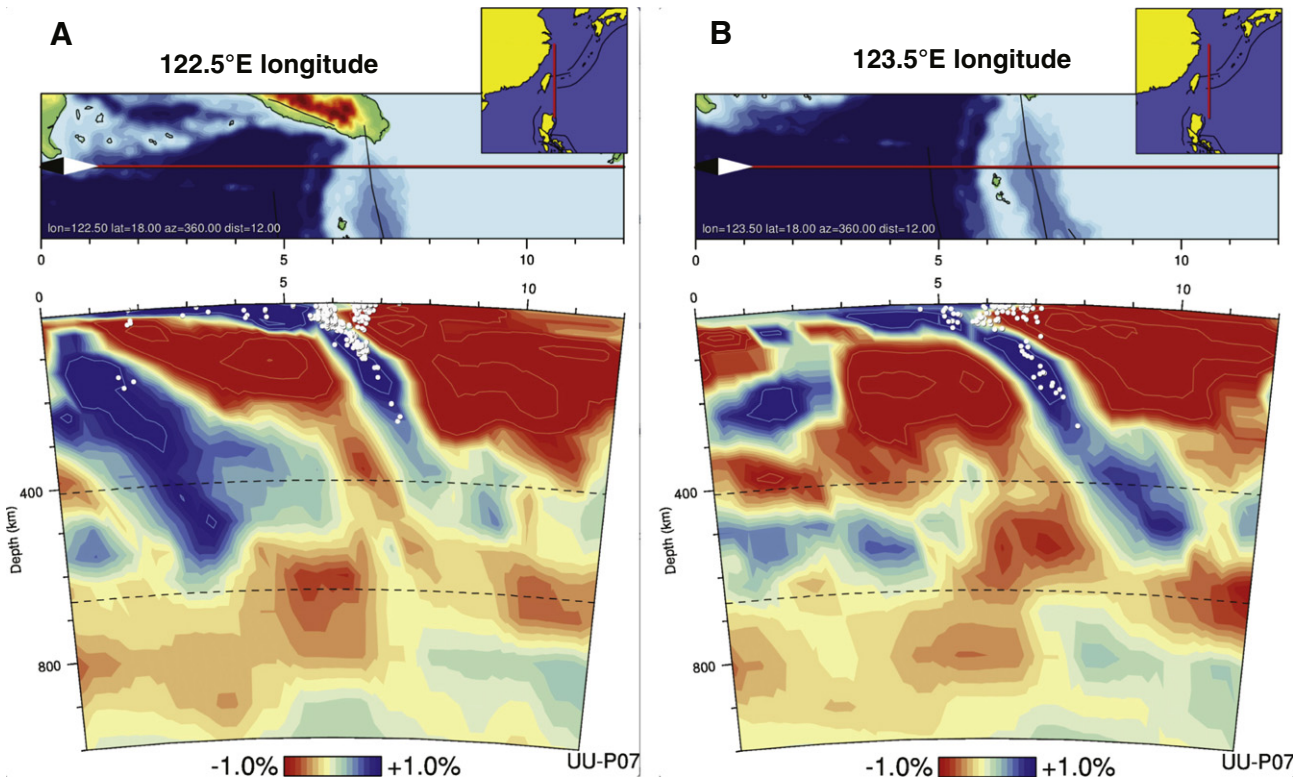 A
122.5°E longitude
lon=122.50 lat=18.00 az=360.00 dist=12.00
0 5 10
5 10
0
400
800
Depth (km)
-1.0% +1.0%
UU-P07
B
123.5°E longitude
lon=123.50 lat=18.00 az=360.00 dist=12.00
0 5 10
5 10
0
400
800
Depth (km)
-1.0% +1.0%
UU-P07